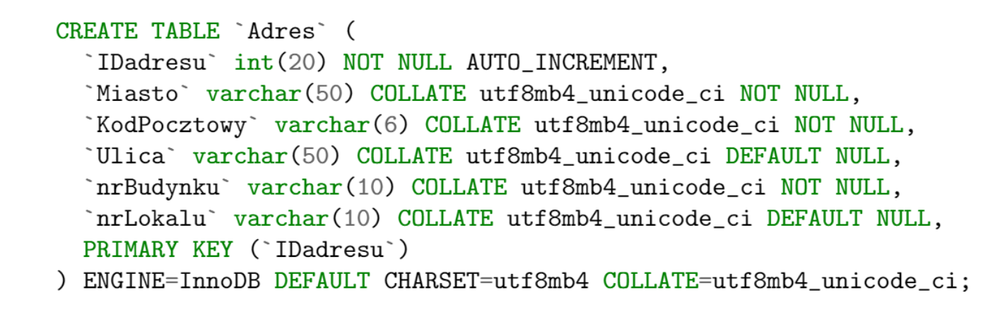 CREATE TABLE `Adres` (
`IDadresu` int(20) NOT NULL AUTO_INCREMENT,
`Miasto` varchar(50) COLLATE utf8mb4_unicode_ci NOT NULL,
`KodPocztowy` varchar(6) COLLATE utf8mb4_unicode_ci NOT NULL,
`Ulica` varchar(50) COLLATE utf8mb4_unicode_ci DEFAULT NULL,
`nrBudynku` varchar(10) COLLATE utf8mb4_unicode_ci NOT NULL,
`nrLokalu` varchar(10) COLLATE utf8mb4_unicode_ci DEFAULT NULL,
PRIMARY KEY (`IDadresu`)
) ENGINE=InnoDB DEFAULT CHARSET=utf8mb4 COLLATE=utf8mb4_unicode_ci;